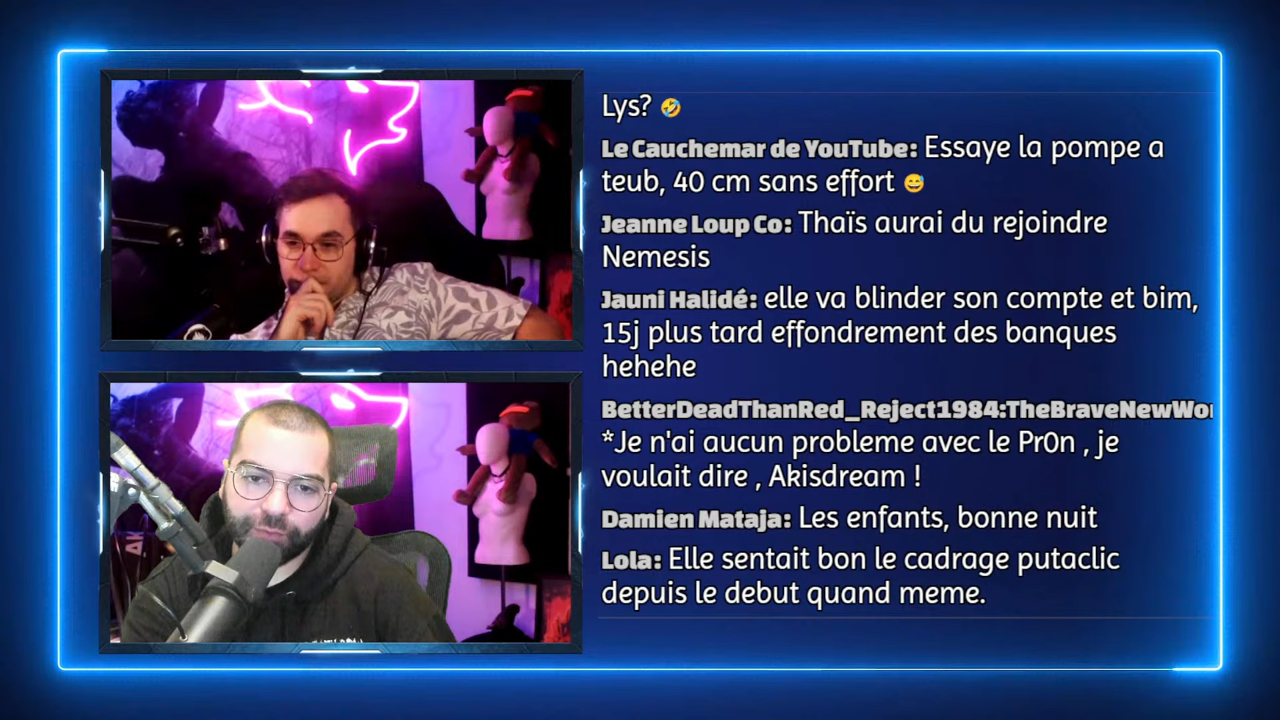 Lys? 🤣
Le Cauchemar de YouTube: Essaye la pompe a
teub, 40 cm sans effort 😅
Jeanne Loup Co: Thaïs aurai du rejoindre
Nemesis
Jauni Halidé: elle va blinder son compte et bim,
15j plus tard effondrement des banques
hehehe
BetterDeadThanRed_Reject1984:TheBraveNewWor
*Je n'ai aucun probleme avec le Pr0n , je
voulait dire , Akisdream !
Damien Mataja: Les enfants, bonne nuit
Lola: Elle sentait bon le cadrage putaclic
depuis le debut quand meme.